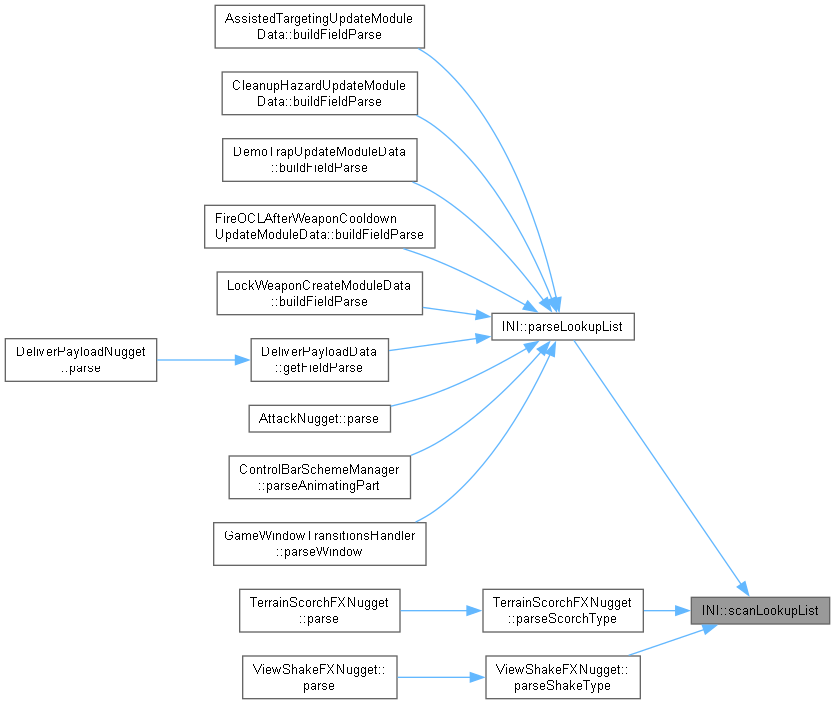 AssistedTargetingUpdateModule
Data::buildFieldParse
CleanupHazardUpdateModule
Data::buildFieldParse
DemoTrapUpdateModuleData
::buildFieldParse
FireOCLAfterWeaponCooldown
UpdateModuleData::buildFieldParse
LockWeaponCreateModuleData
::buildFieldParse
INI::parseLookupList
DeliverPayloadNugget
::parse
DeliverPayloadData
::getFieldParse
AttackNugget::parse
ControlBarSchemeManager
::parseAnimatingPart
GameWindowTransitionsHandler
::parseWindow
TerrainScorchFXNugget
::parse
TerrainScorchFXNugget
::parseScorchType
INI::scanLookupList
ViewShakeFXNugget::
parse
ViewShakeFXNugget::
parseShakeType